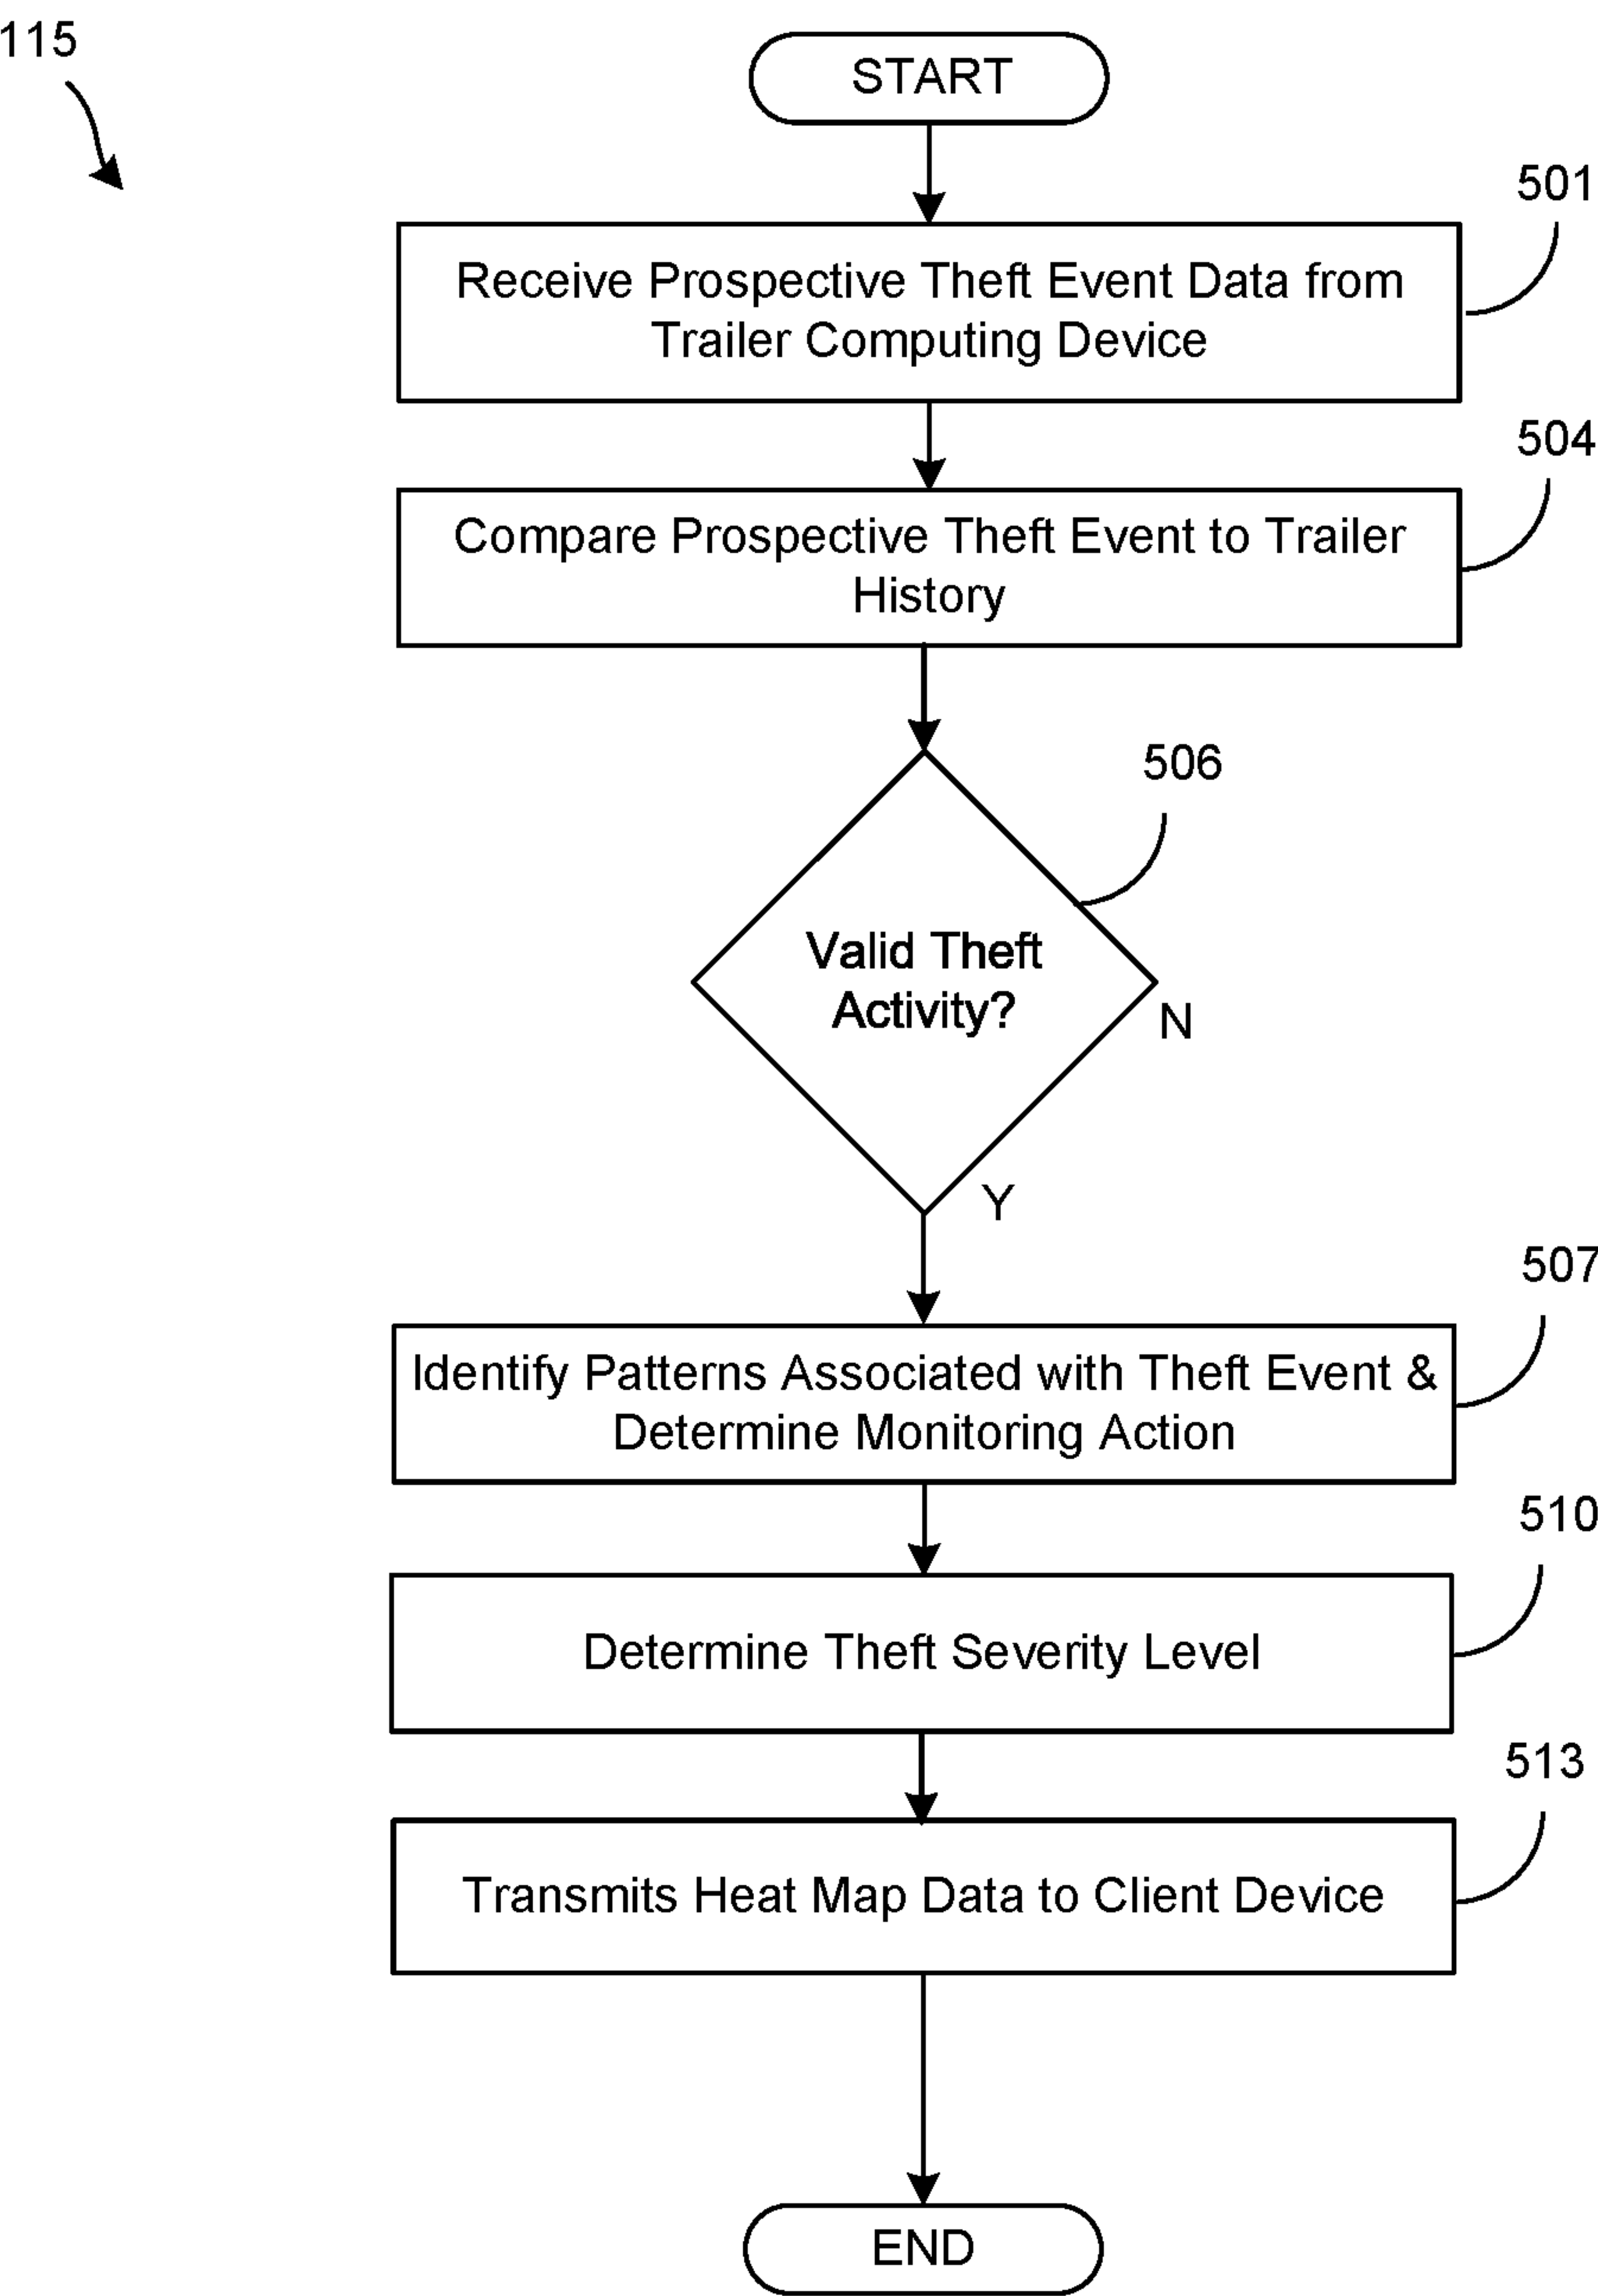 115
START
501
Receive Prospective Theft Event Data from
Trailer Computing Device
504
Compare Prospective Theft Event to Trailer
History
506
Valid Theft
Activity?
N
Y
507
Identify Patterns Associated with Theft Event &
Determine Monitoring Action
510
Determine Theft Severity Level
513
Transmits Heat Map Data to Client Device
END